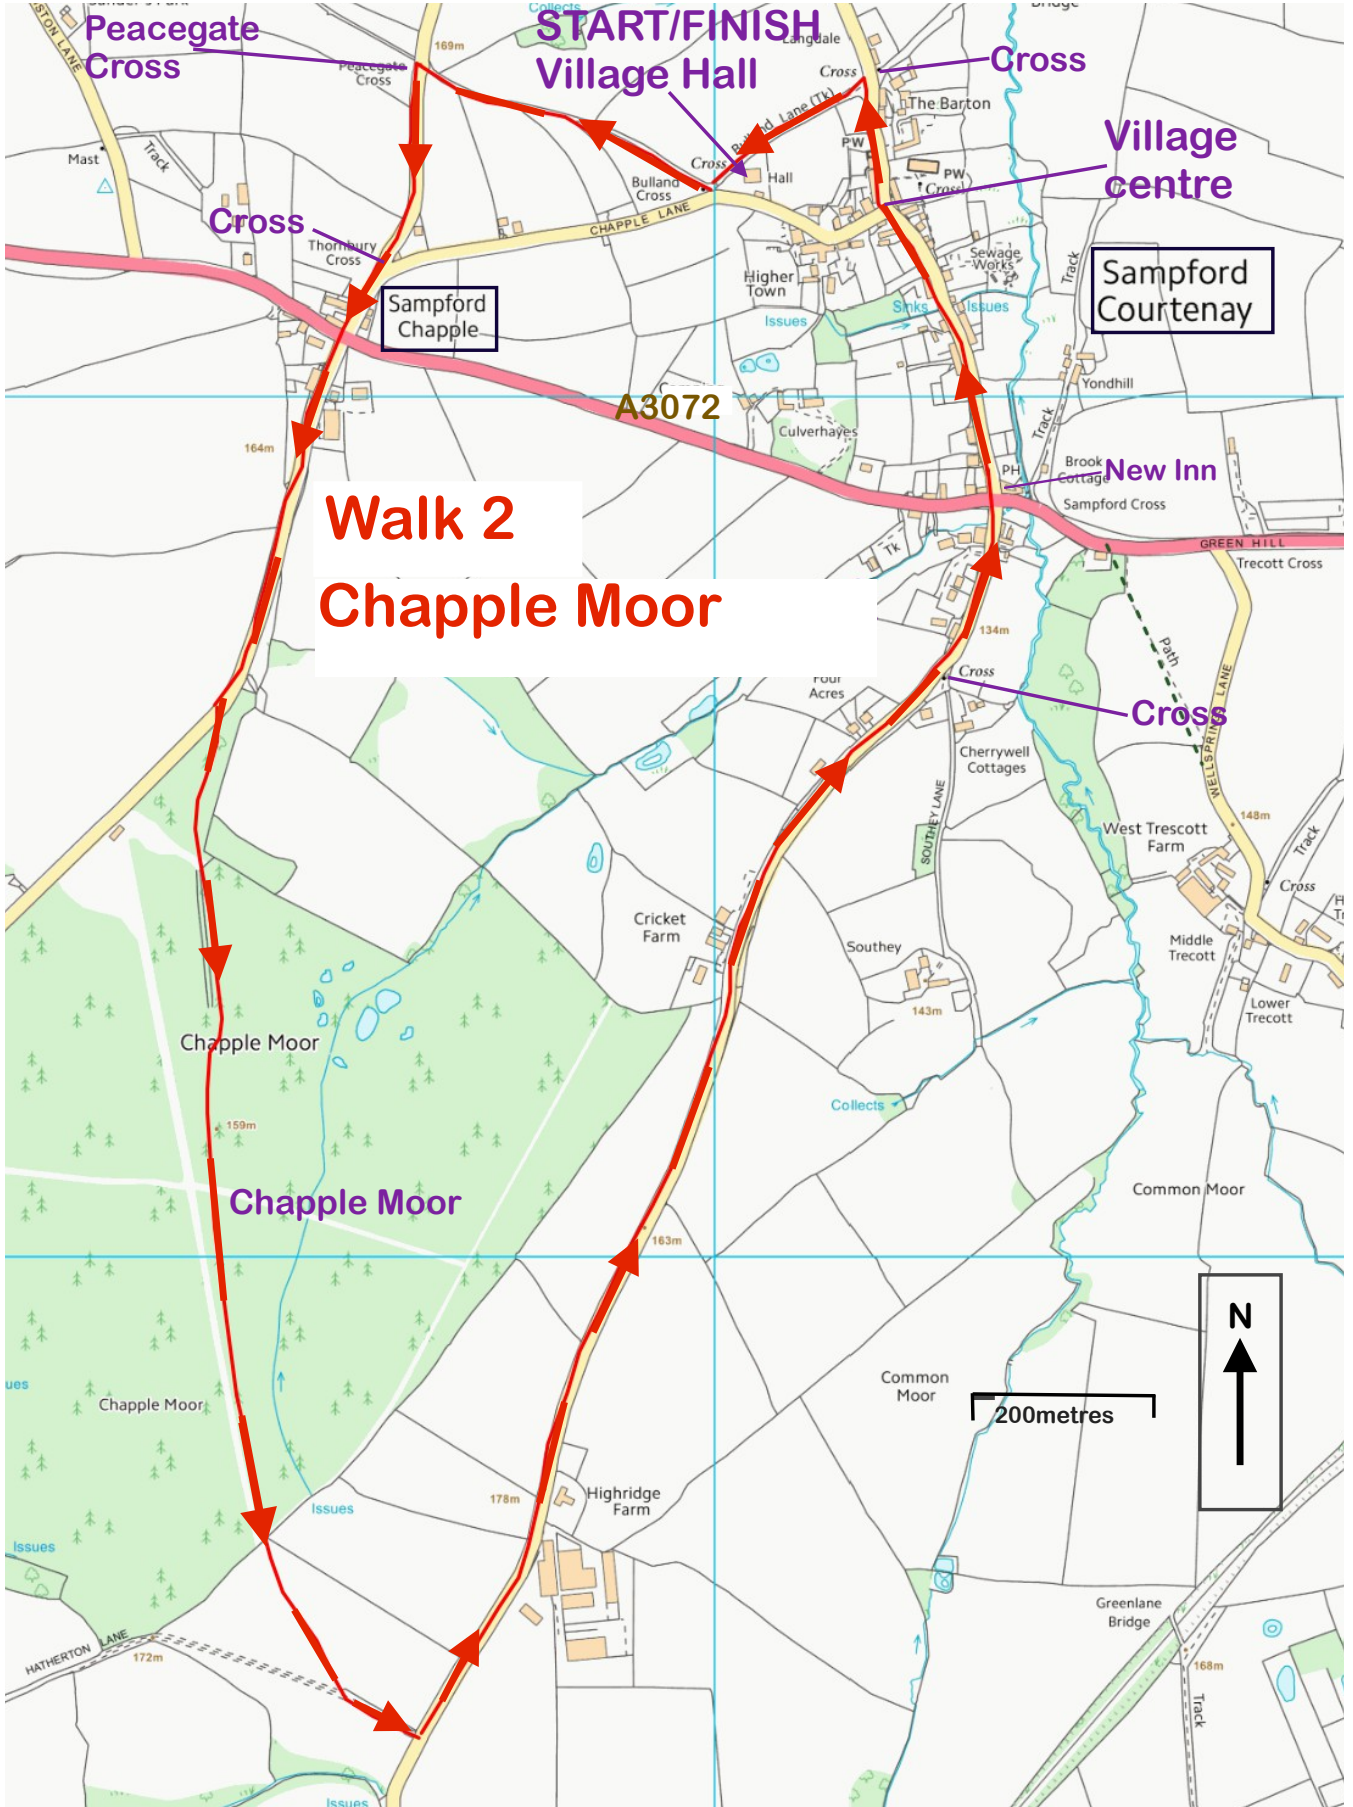 Peacegate
Cross
169m
Peacegate
Cross
Collects
START/FINISH
Village Hall
Langdale
Cross
Cross
Bridge
The Barton
Bulland Lane (Tk)
PW
PW
Cross
Village
centre
Mast
Track
Cross
Bulland
Cross
Hall
CHAPPLE LANE
Cross
Thornbury
Cross
Sampford
Chapple
Higher
Town
Sewage
Works
Track
Sampford
Courtenay
Issues
Sinks
Issues
Yondhill
A3072
Culverhayes
Track
164m
PH
Brook
Cottage
New Inn
Sampford Cross
Walk 2
Chapple Moor
Tk
GREEN HILL
Trecott Cross
134m
Path
Four
Acres
Cross
Cross
WELLSPRING LANE
Cherrywell
Cottages
SOUTHEY LANE
West Trescott
Farm
148m
Track
Cross
Cricket
Farm
Southey
Middle
Trecott
143m
Lower
Trecott
Chapple Moor
Collects
159m
Chapple Moor
Common Moor
163m
N
Common
Moor
200metres
Chapple Moor
178m
Highridge
Farm
Issues
Issues
HATHERTON LANE
172m
Greenlane
Bridge
168m
Track
Issues